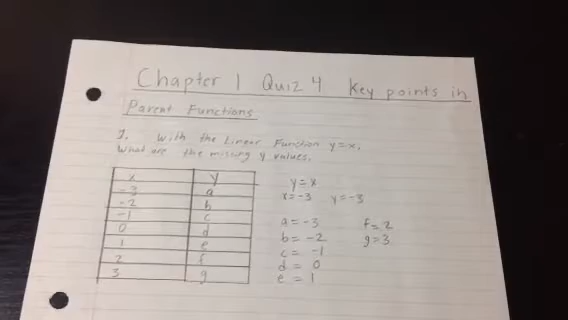 Chapter 1 Quiz 4 Key points in
Parent Functions
1. With the Linear Function y=x,
What are the missing y values.
x y
-3 a
-2 b
-1 c
0 d
1 e
2 f
3 g
y=x
x=-3 y=-3
a=-3 f=2
b=-2 g=3
c=-1
d=0
e=1